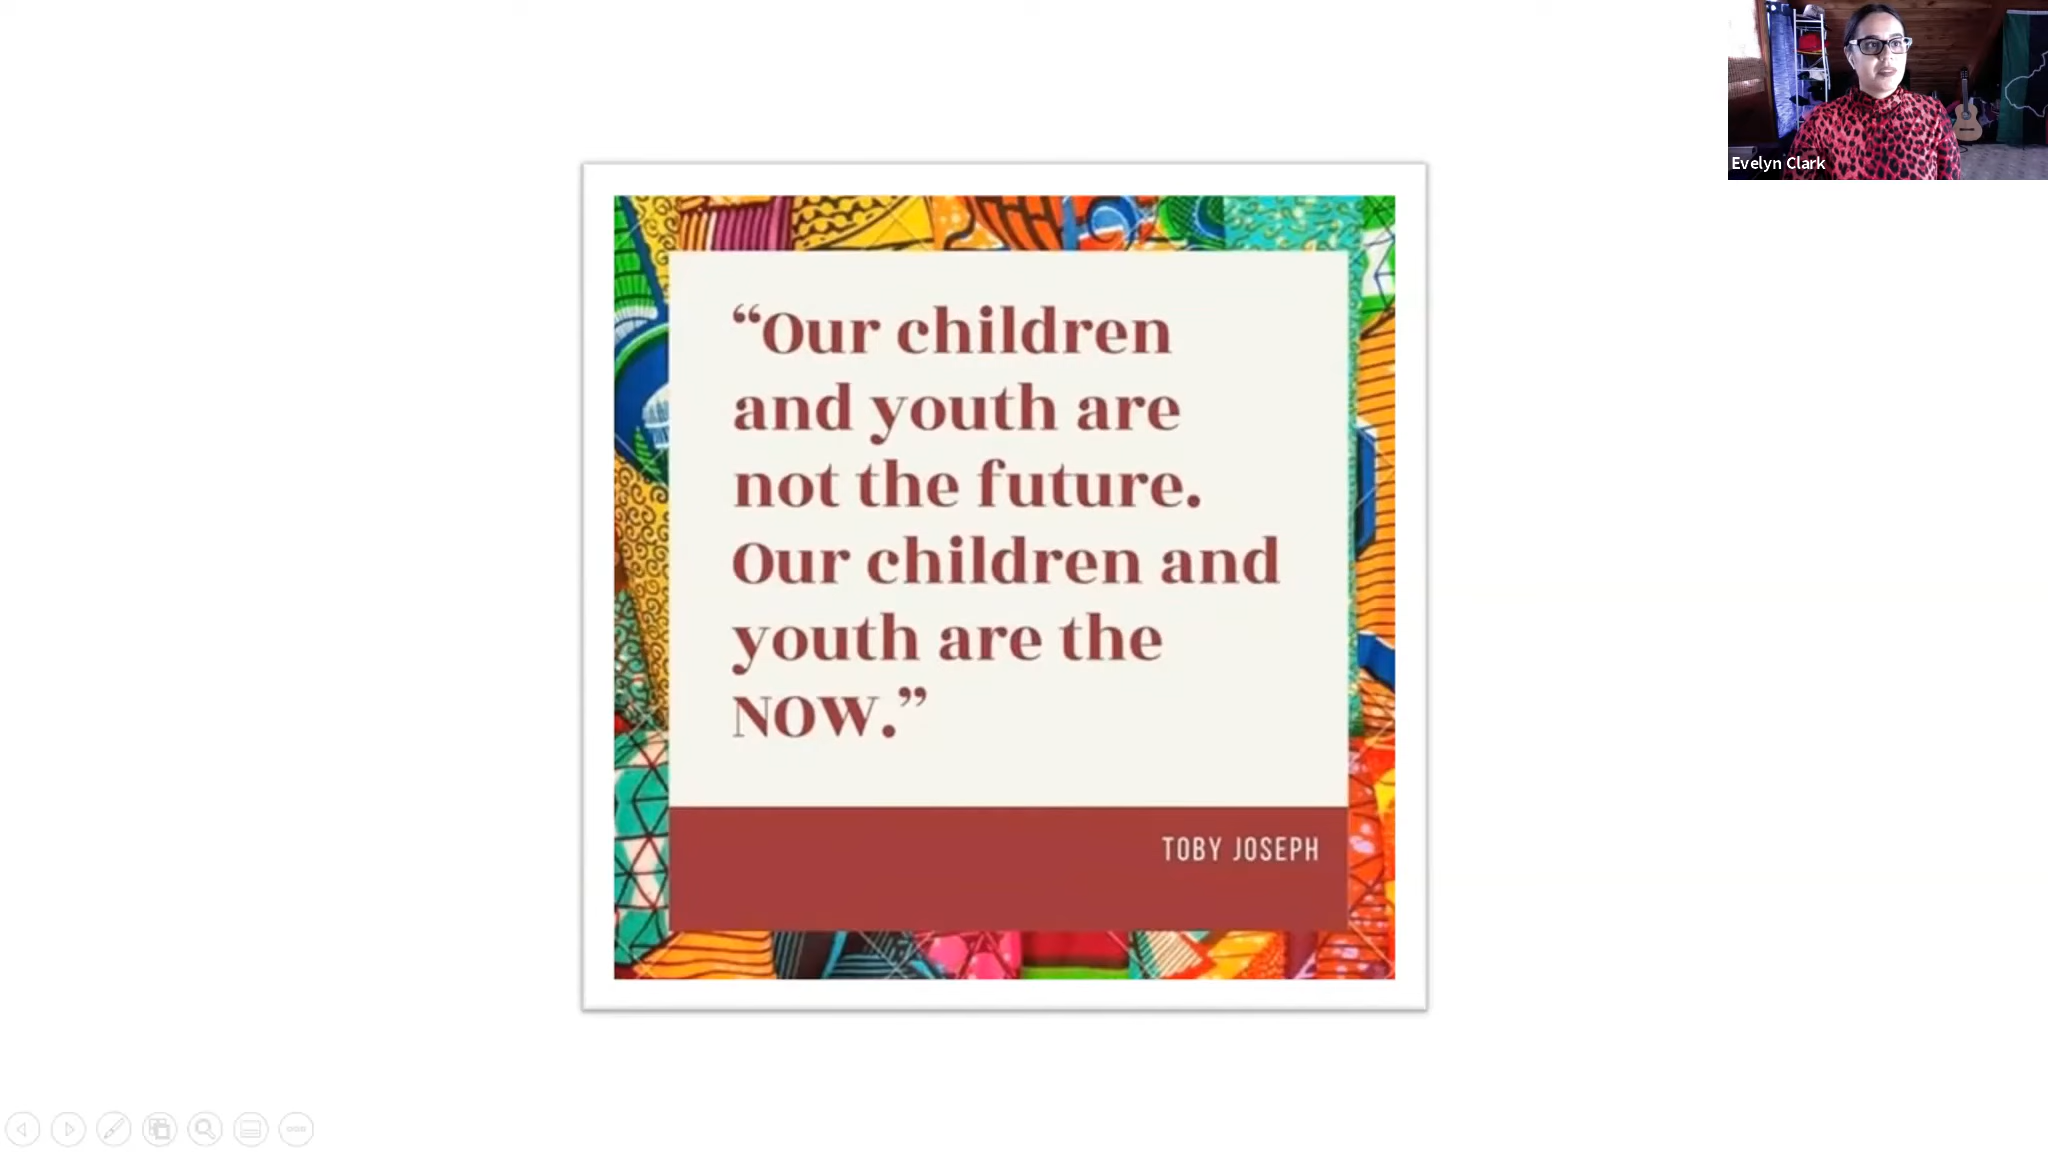 Evelyn Clark
“Our children
and youth are
not the future.
Our children and
youth are the
NOW.”
TOBY JOSEPH